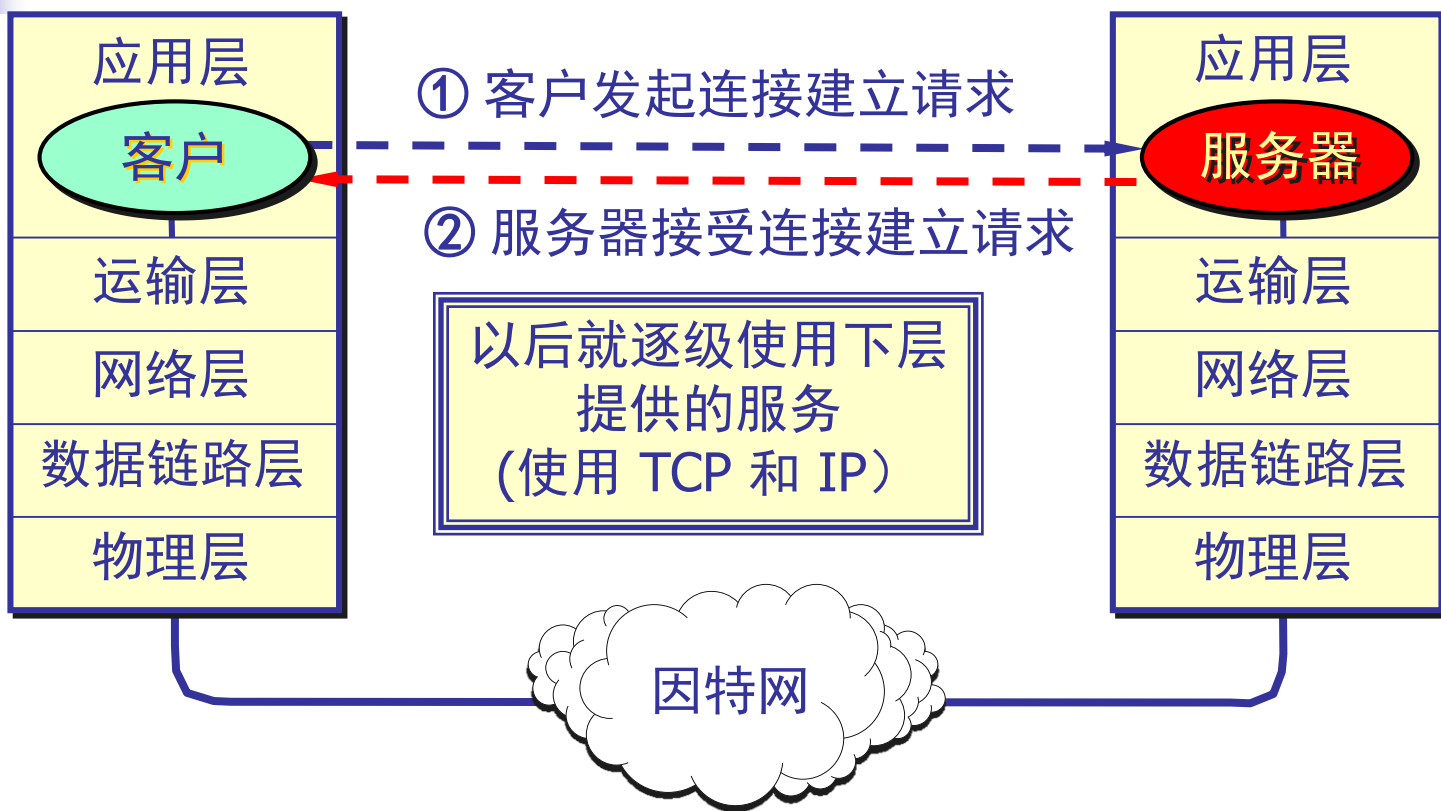 应用层
客户
运输层
网络层
数据链路层
物理层
① 客户发起连接建立请求
② 服务器接受连接建立请求
以后就逐级使用下层
提供的服务
(使用 TCP 和 IP）
因特网
应用层
服务器
运输层
网络层
数据链路层
物理层